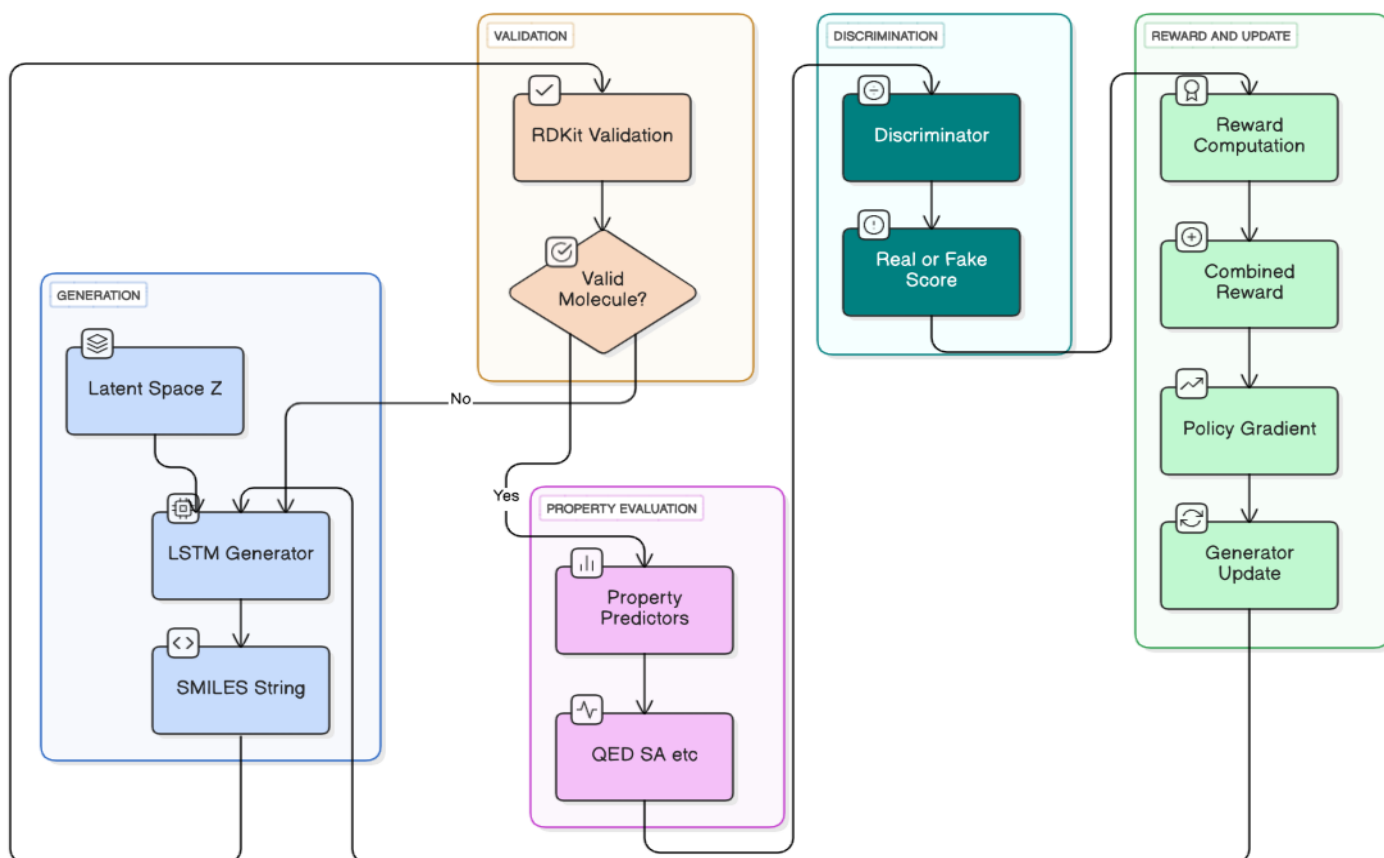 VALIDATION
RDKit Validation
Valid
Molecule?
DISCRIMINATION
Discriminator
Real or Fake
Score
REWARD AND UPDATE
Reward
Computation
Combined
Reward
Policy Gradient
Generator
Update
GENERATION
Latent Space Z
LSTM Generator
SMILES String
No
Yes
PROPERTY EVALUATION
Property
Predictors
QED SA etc